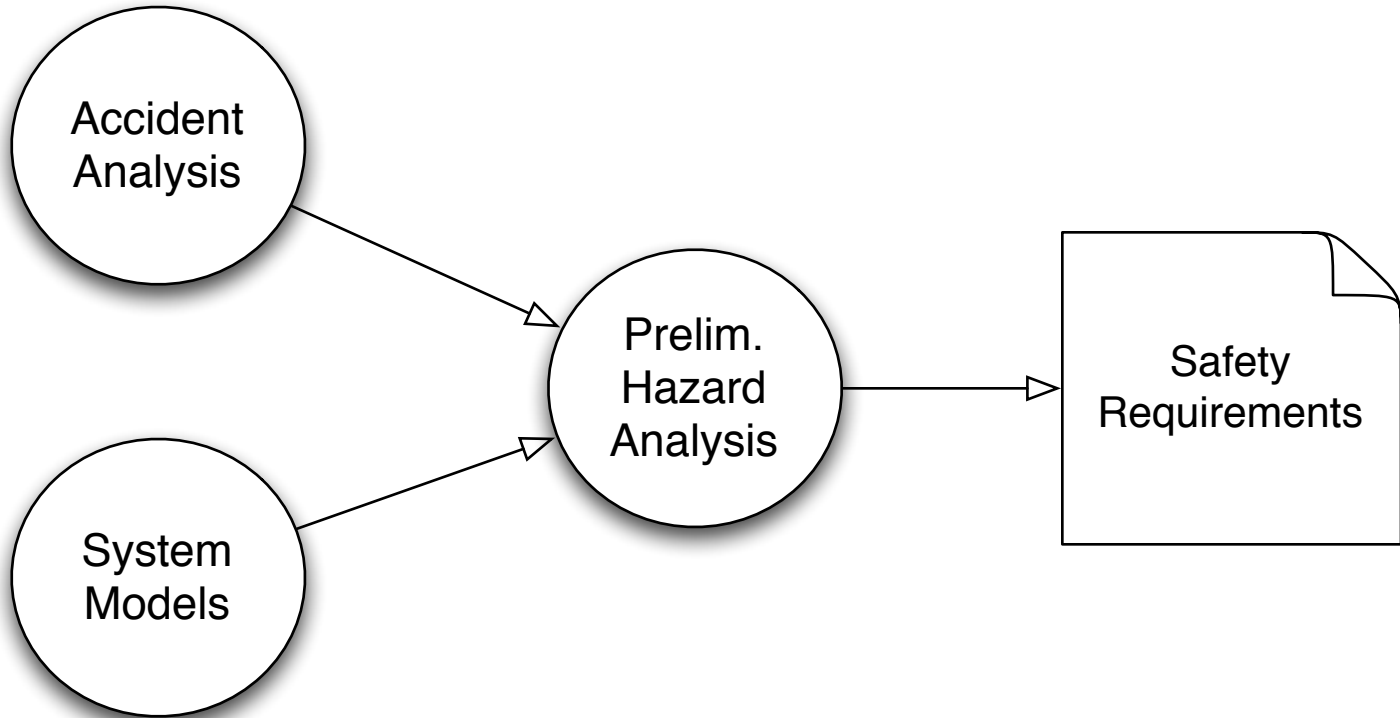 Accident
Analysis
System
Models
Prelim.
Hazard
Analysis
Safety
Requirements